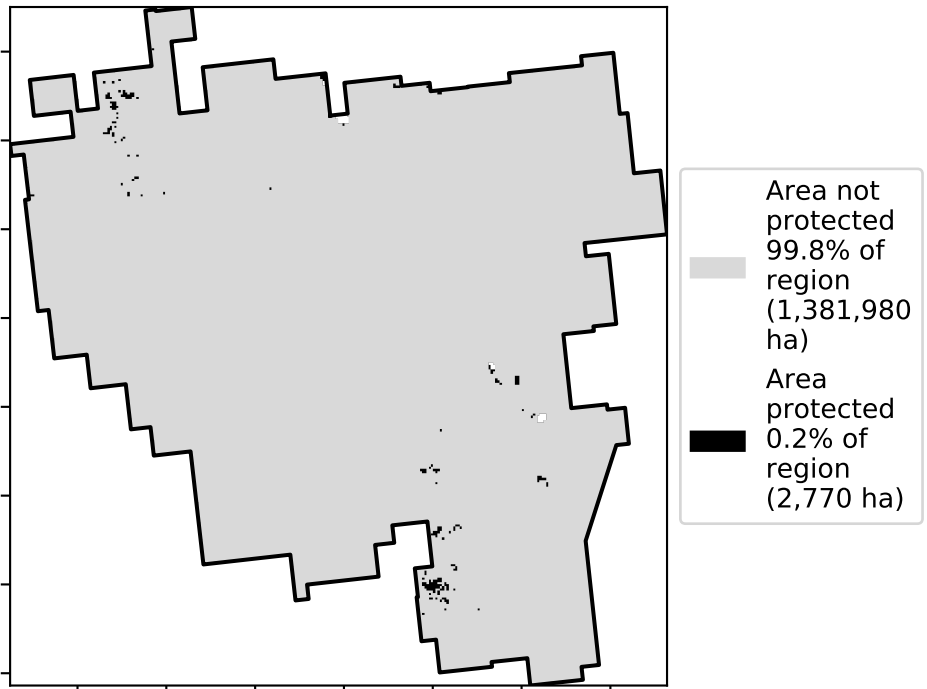 Area not
protected
99.8% of
region
(1,381,980
ha)
Area
protected
0.2% of
region
(2,770 ha)